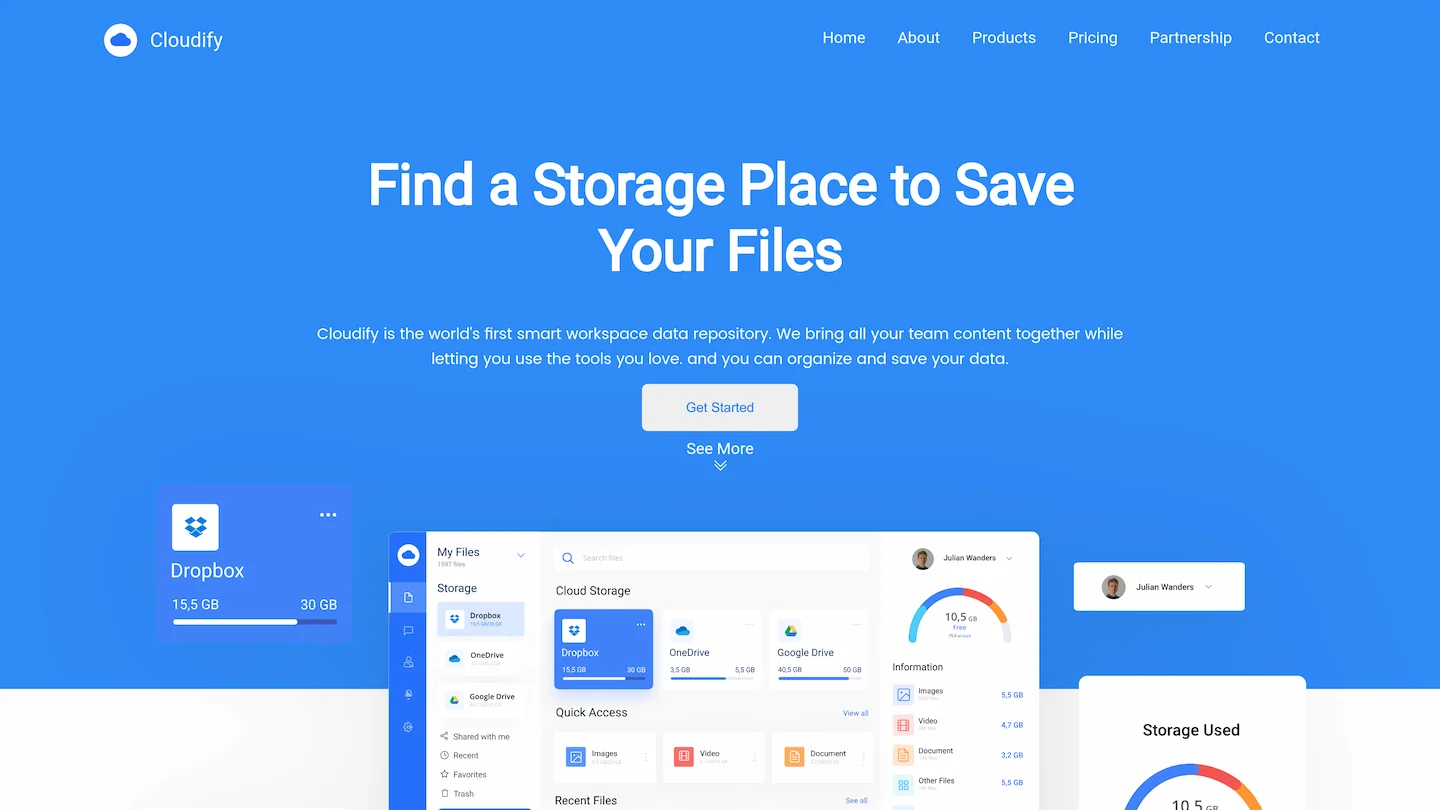 Cloudify
Home About Products Pricing Partnership Contact
Find a Storage Place to Save
Your Files
Cloudify is the world's first smart workspace data repository. We bring all your team content together while
letting you use the tools you love. and you can organize and save your data.
Get Started
See More
Dropbox
15,5 GB 30 GB
My Files
1597 files
Storage
Dropbox
OneDrive
Google Drive
Shared with me
Recent
Favorites
Trash
Search files
Cloud Storage
Dropbox
15,5 GB 30 GB
OneDrive
3,5 GB 5,5 GB
Google Drive
40,5 GB 50 GB
Quick Access View all
Images
Video
Document
Recent Files See all
Julian Wanders
10,5 GB
Free
Information
Images 5,5 GB
Video 4,7 GB
Document 3,2 GB
Other Files 5,5 GB
Julian Wanders
Storage Used
10,5 GB